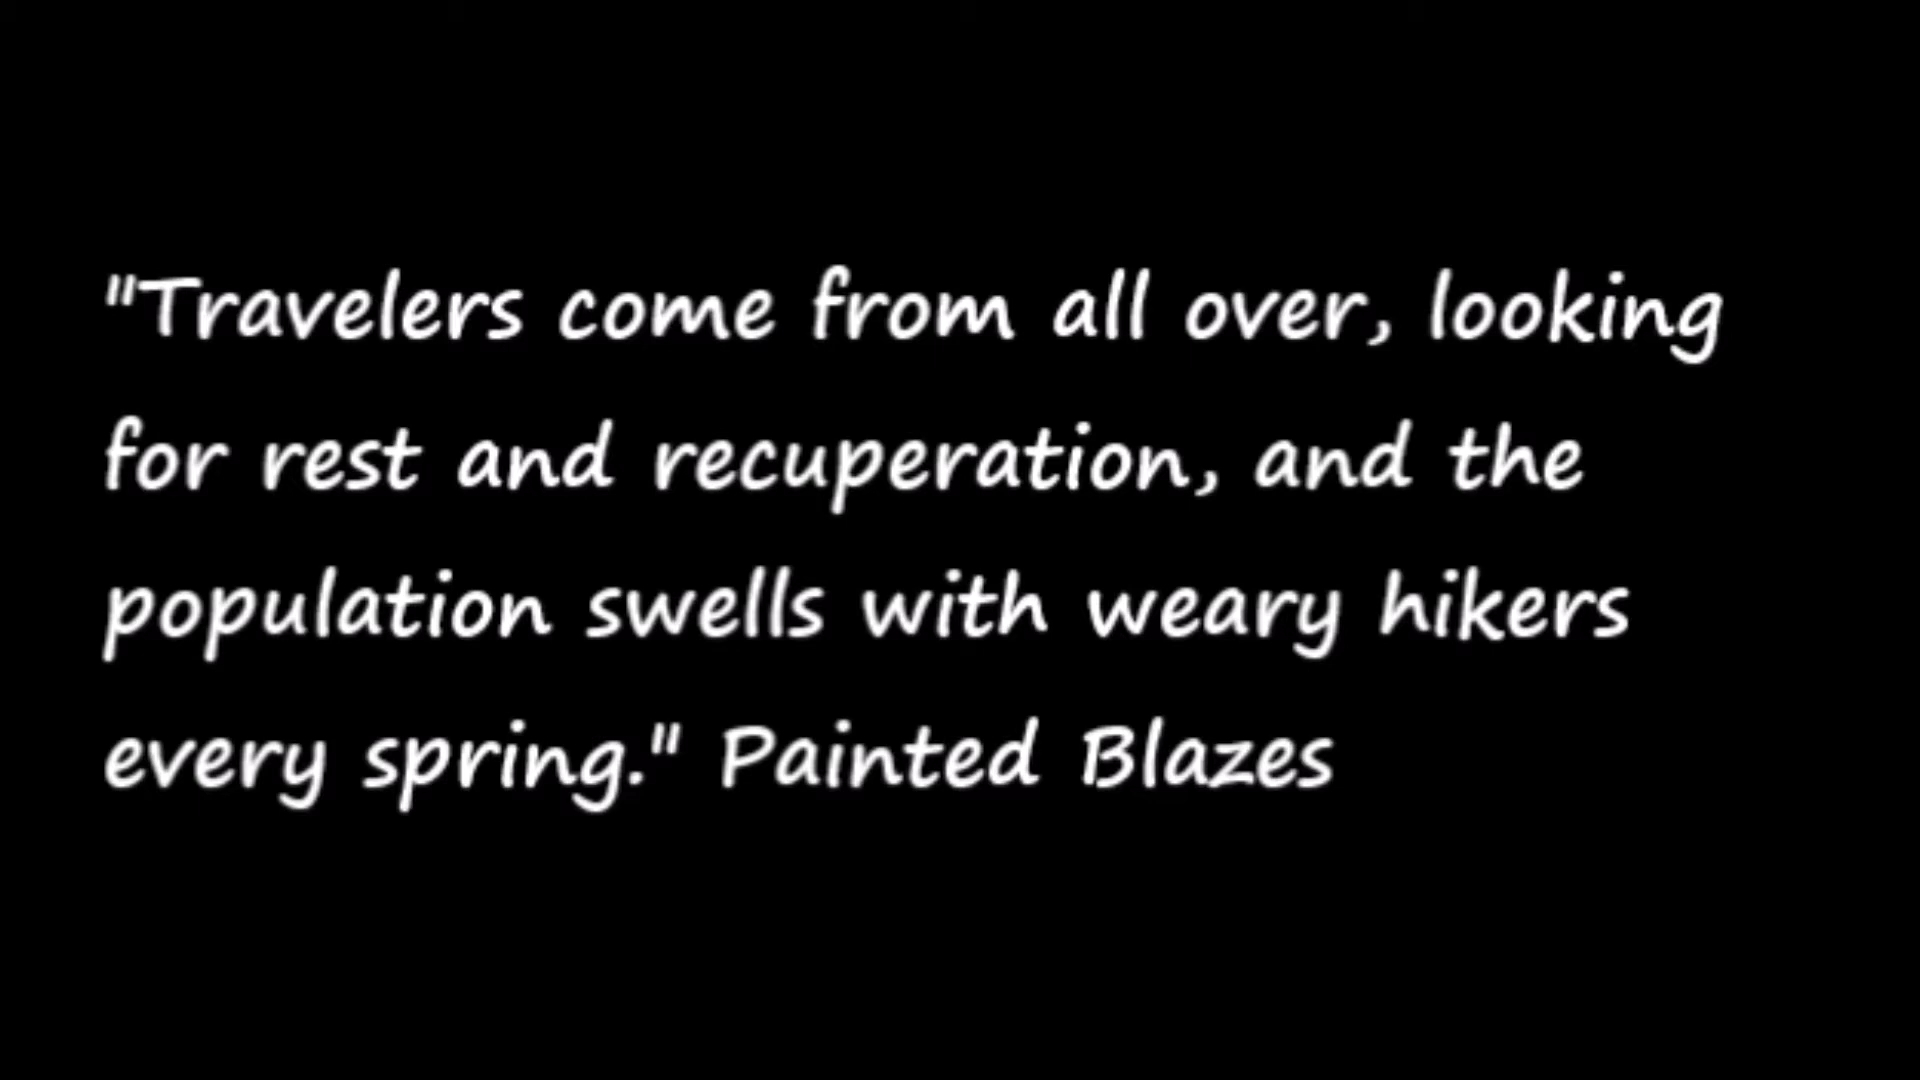 "Travelers come from all over, looking
for rest and recuperation, and the
population swells with weary hikers
every spring." Painted Blazes